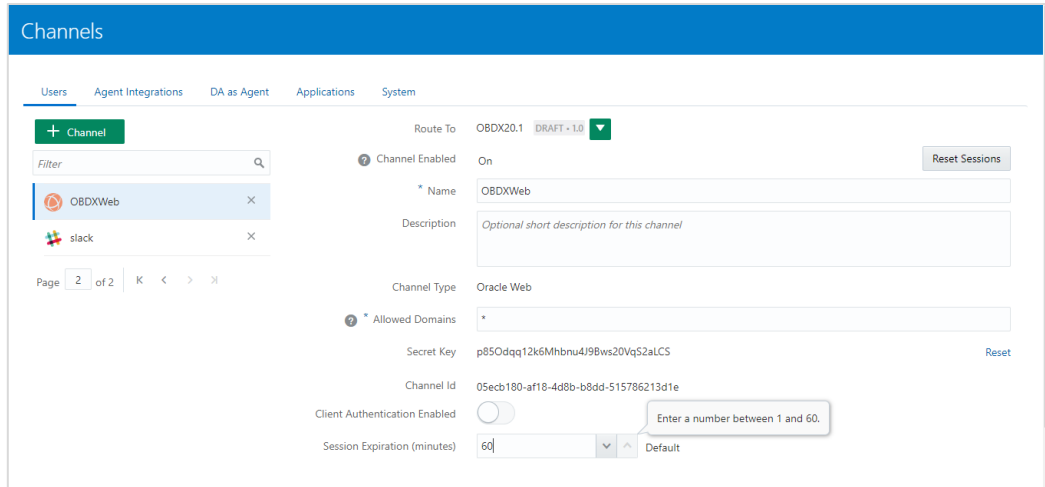 Channels
Users Agent Integrations DA as Agent Applications System
+ Channel
Filter
OBDXWeb
slack
Page 2 of 2
Route To OBDX20.1 DRAFT • 1.0
Channel Enabled On Reset Sessions
* Name OBDXWeb
Description Optional short description for this channel
Channel Type Oracle Web
* Allowed Domains *
Secret Key p85Odqq12k6Mhbnu4J9Bws20VqS2aLCS Reset
Channel Id 05ecb180-af18-4d8b-b8dd-515786213d1e
Client Authentication Enabled
Enter a number between 1 and 60.
Session Expiration (minutes) 60 Default